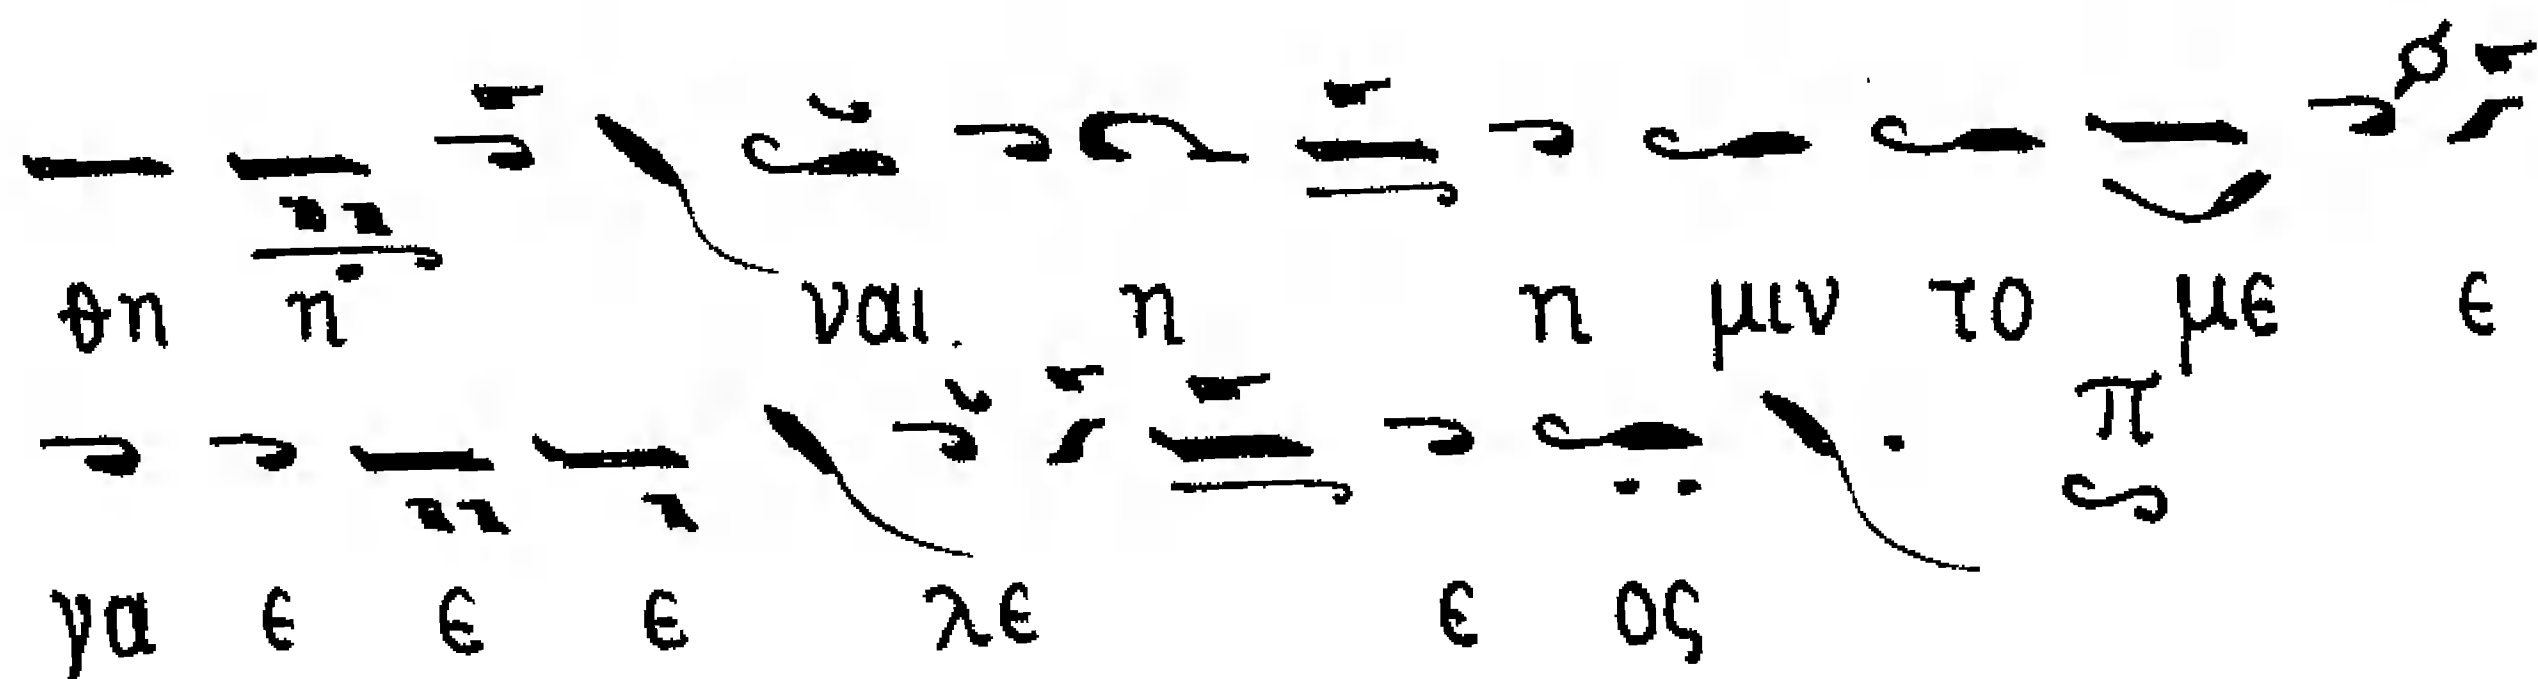 θη η ναι. η η μιν το με ε
π
γα ε ε ε λε ε ος